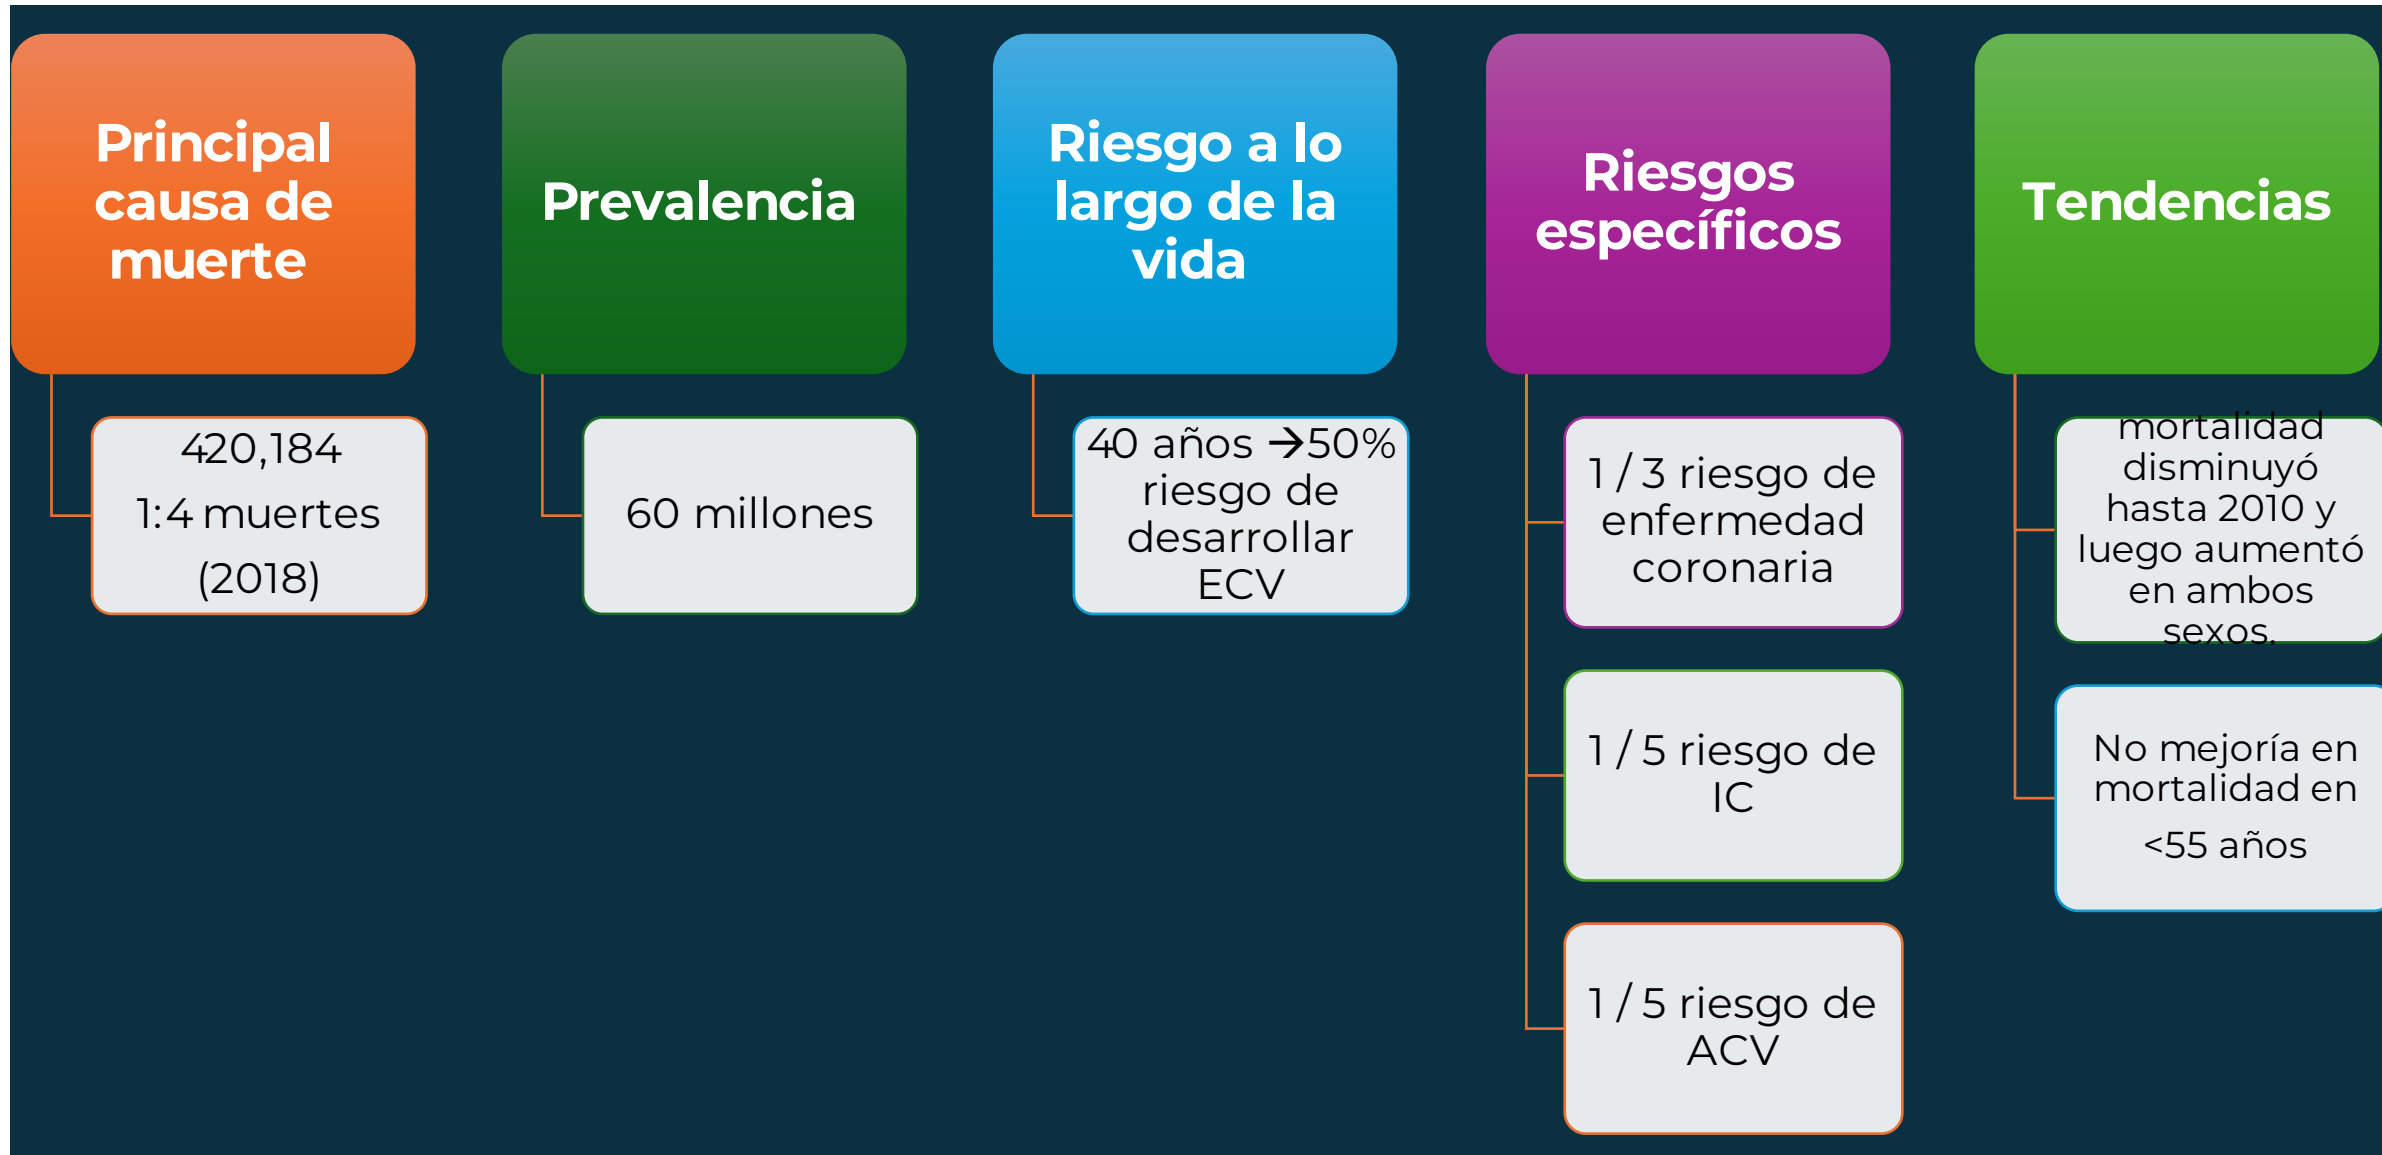 Principal
causa de
muerte
420,184
1:4 muertes
(2018)
Prevalencia
60 millones
Riesgo a lo
largo de la
vida
40 años →50%
riesgo de
desarrollar
ECV
Riesgos
específicos
1 / 3 riesgo de
enfermedad
coronaria
1 / 5 riesgo de
IC
1 / 5 riesgo de
ACV
Tendencias
mortalidad
disminuyó
hasta 2010 y
luego aumentó
en ambos
sexos.
No mejoría en
mortalidad en
<55 años